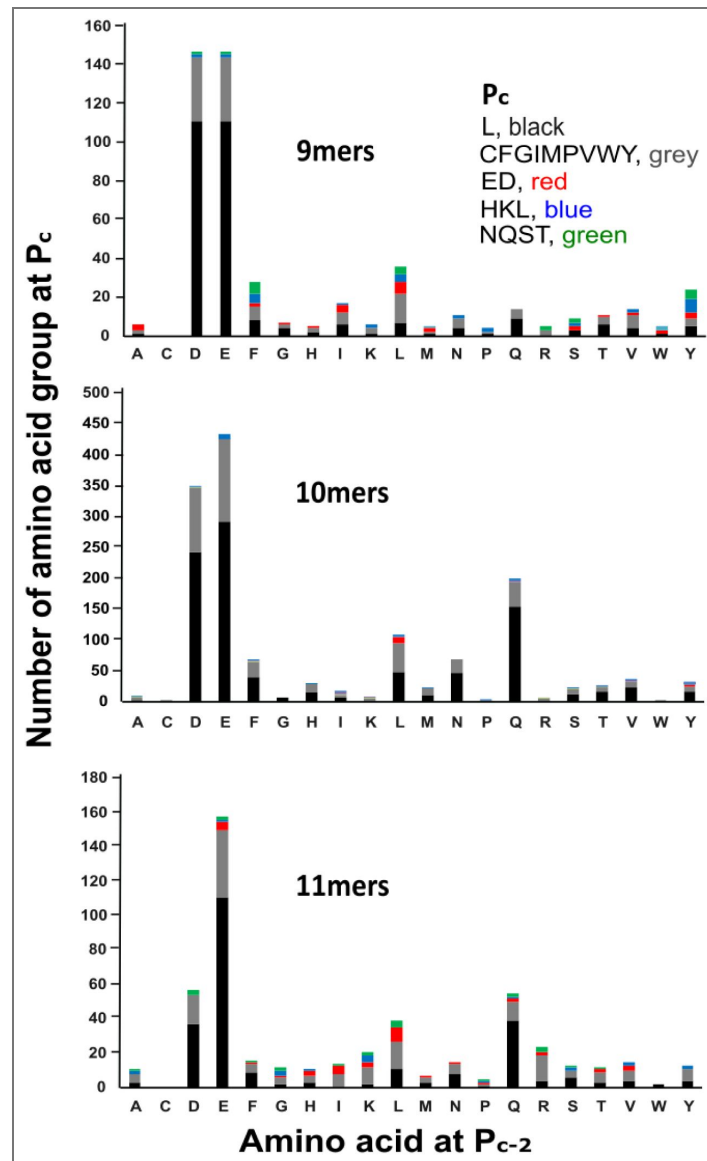 Number of amino acid group at Pc
160
140
120
100
80
60
40
20
0
9mers
Pc
L, black
CFGIMPVWY, grey
ED, red
HKL, blue
NQST, green
A C D E F G H I K L M N P Q R S T V W Y
500
450
400
350
300
250
200
150
100
50
0
10mers
A C D E F G H I K L M N P Q R S T V W Y
180
160
140
120
100
80
60
40
20
0
11mers
A C D E F G H I K L M N P Q R S T V W Y
Amino acid at Pc-2